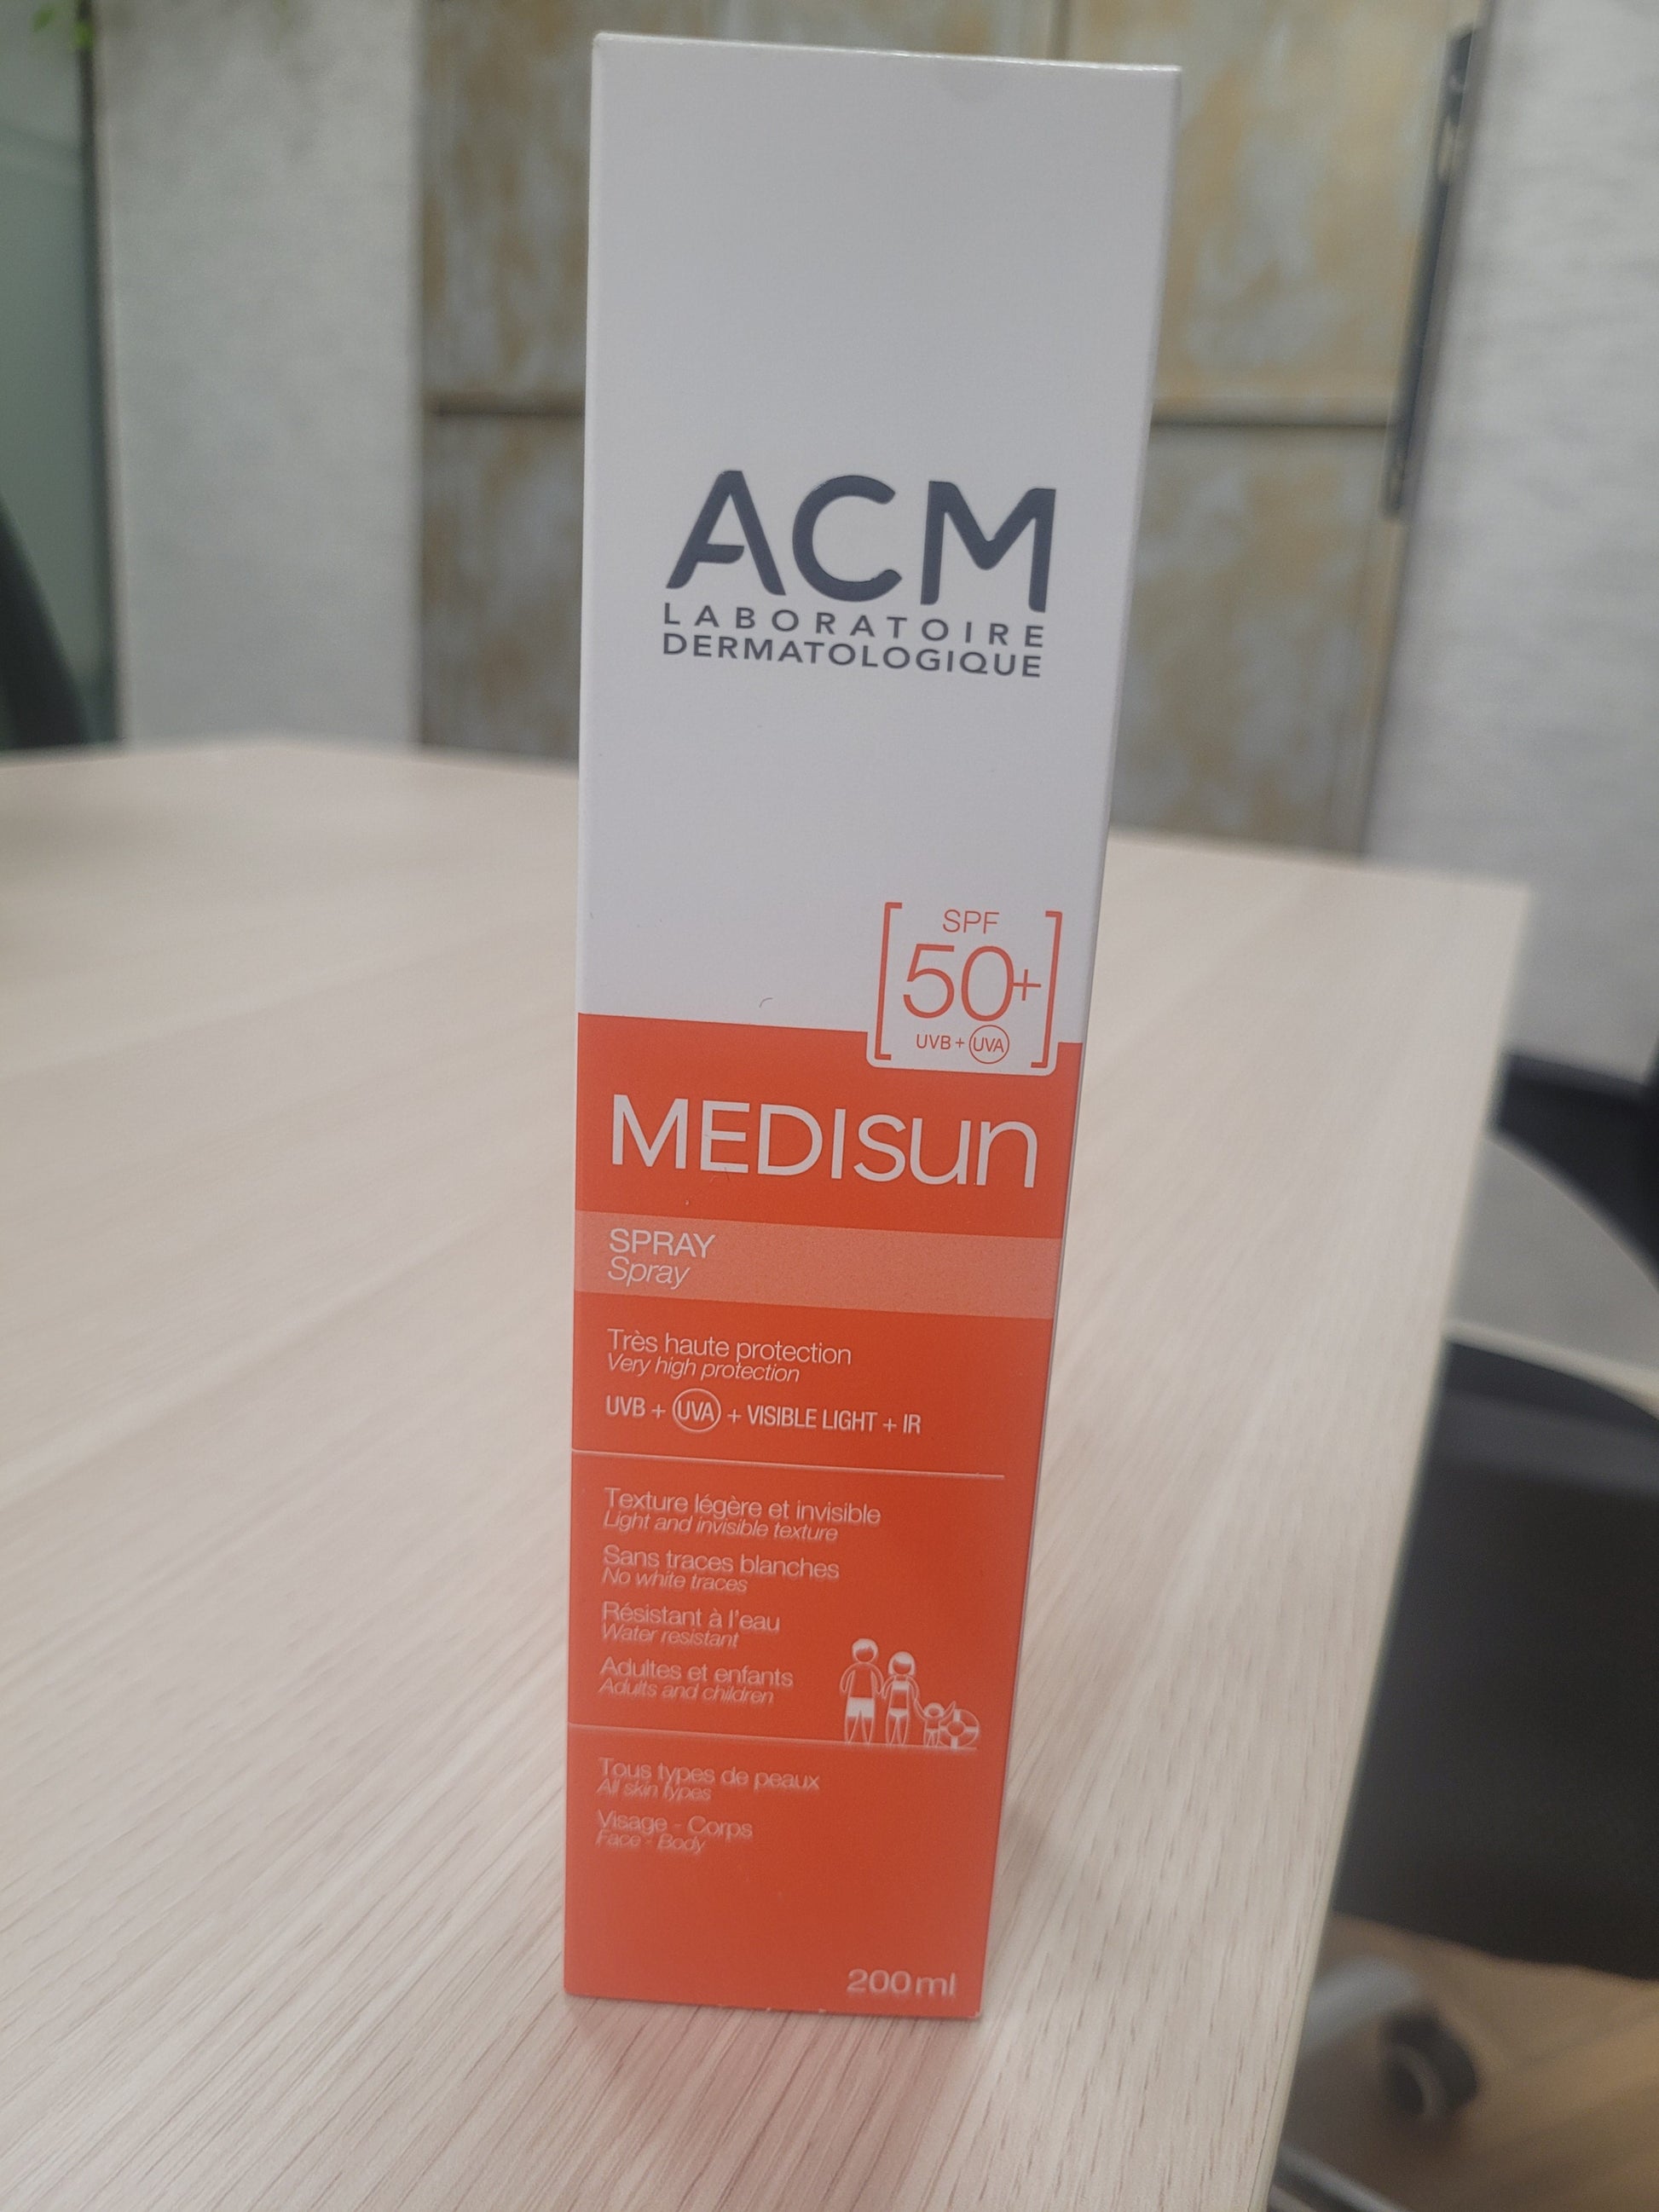 ACM
LABORATOIRE
DERMATOLOGIQUE
SPF
50+
UVB + UVA
MEDISun
SPRAY
Spray
Très haute protection
Very high protection
UVB + UVA + VISIBLE LIGHT + IR
Texture légère et invisible
Light and invisible texture
Sans traces blanches
No white traces
Résistant à l'eau
Water resistant
Adultes et enfants
Adults and children
Tous types de peaux
All skin types
Visage - Corps
Face - Body
200 ml